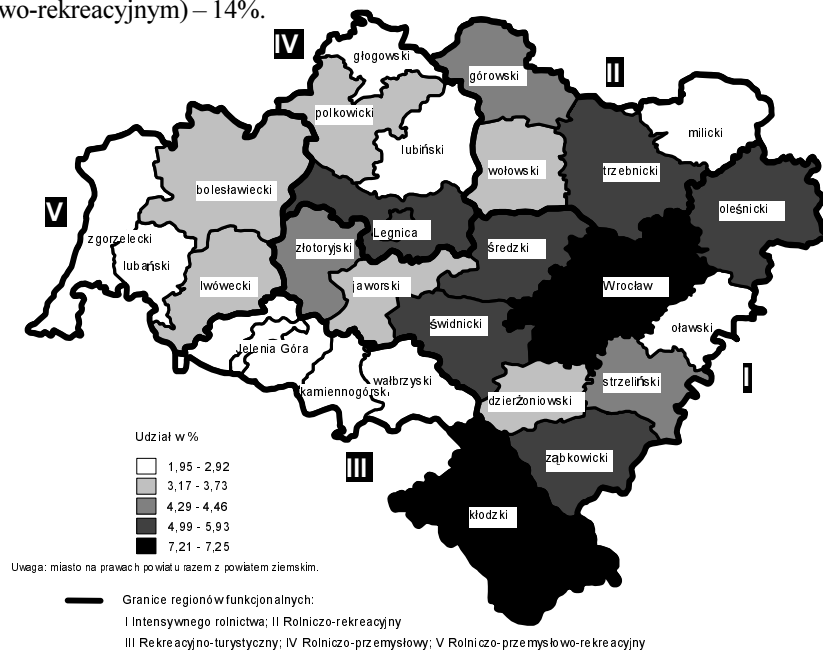 wo-rekreacyjnym) – 14%.
IV
głogowski
górowski
II
polkowicki
milicki
lubiński
wołowski
trzebnicki
bolesławiecki
V
oleśnicki
Legnica
zgorzelecki
złotoryjski
średzki
lubański
lwówecki
jaworski
Wrocław
świdnicki
oławski
Jelenia Góra
I
wałbrzyski
strzeliński
kamiennogórski
dzierżoniowski
Udział w %
ząbkowicki
III
1,95 - 2,92
3,17 - 3,73
4,29 - 4,46
kłodzki
4,99 - 5,93
7,21 - 7,25
Uwaga: miasto na prawach powiatu razem z powiatem ziemskim.
Granice regionów funkcjonalnych:
I Intensywnego rolnictwa; II Rolniczo-rekreacyjny
III Rekreacyjno-turystyczny; IV Rolniczo-przemysłowy; V Rolniczo-przemysłowo-rekreacyjny